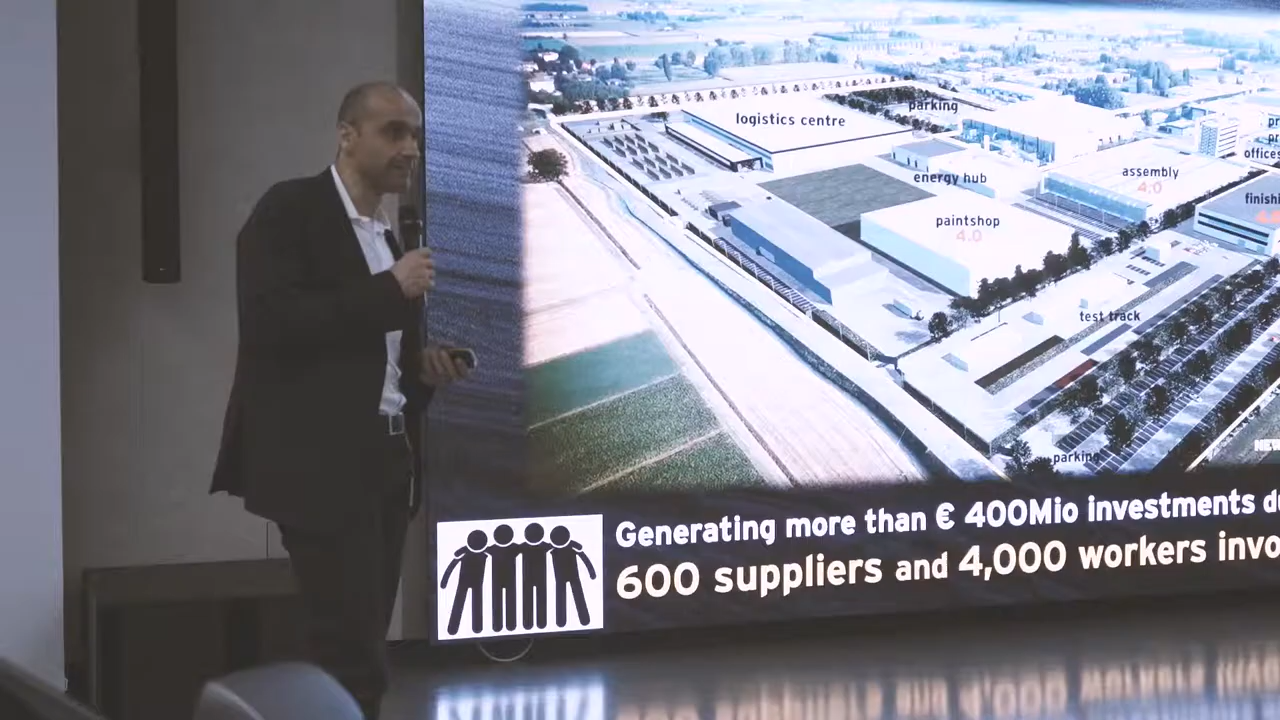 parking
logistics centre
assembly
4.0
energy hub
offices
paintshop
4.0
test track
parking
Generating more than € 400Mio investments
600 suppliers and 4,000 workers